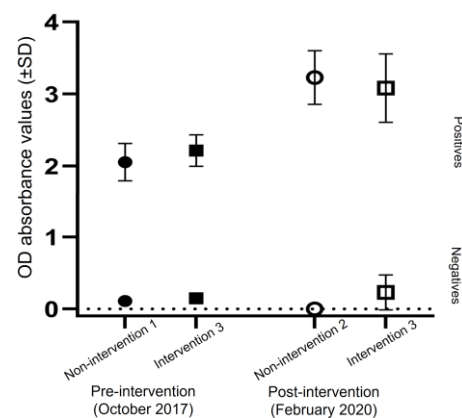 OD absorbance values (±SD)
4
3
2
1
0
Positives
Negatives
Non-intervention 1
Intervention 3
Non-intervention 2
Intervention 3
Pre-intervention
(October 2017)
Post-intervention
(February 2020)